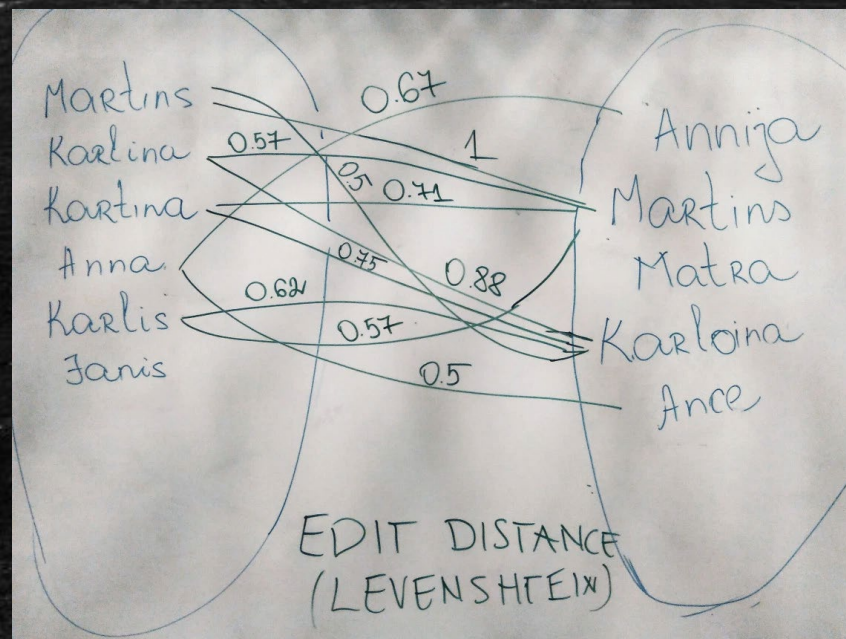 Martins
Karlina
Kartina
Anna
Karlis
Janis
0.67
0.57
1
0.5
0.71
0.75
0.88
0.62
0.57
0.5
Annija
Martins
Matra
Karloina
Ance
EDIT DISTANCE
(LEVENSHTEIN)